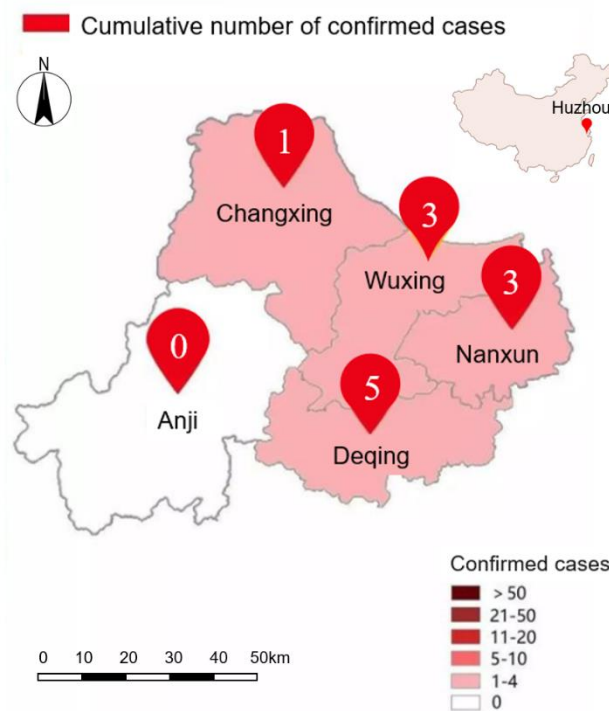 Cumulative number of confirmed cases
N
Huzhou
1
Changxing
3
Wuxing
3
Nanxun
0
Anji
5
Deqing
Confirmed cases
> 50
21-50
11-20
5-10
1-4
0
0 10 20 30 40 50km